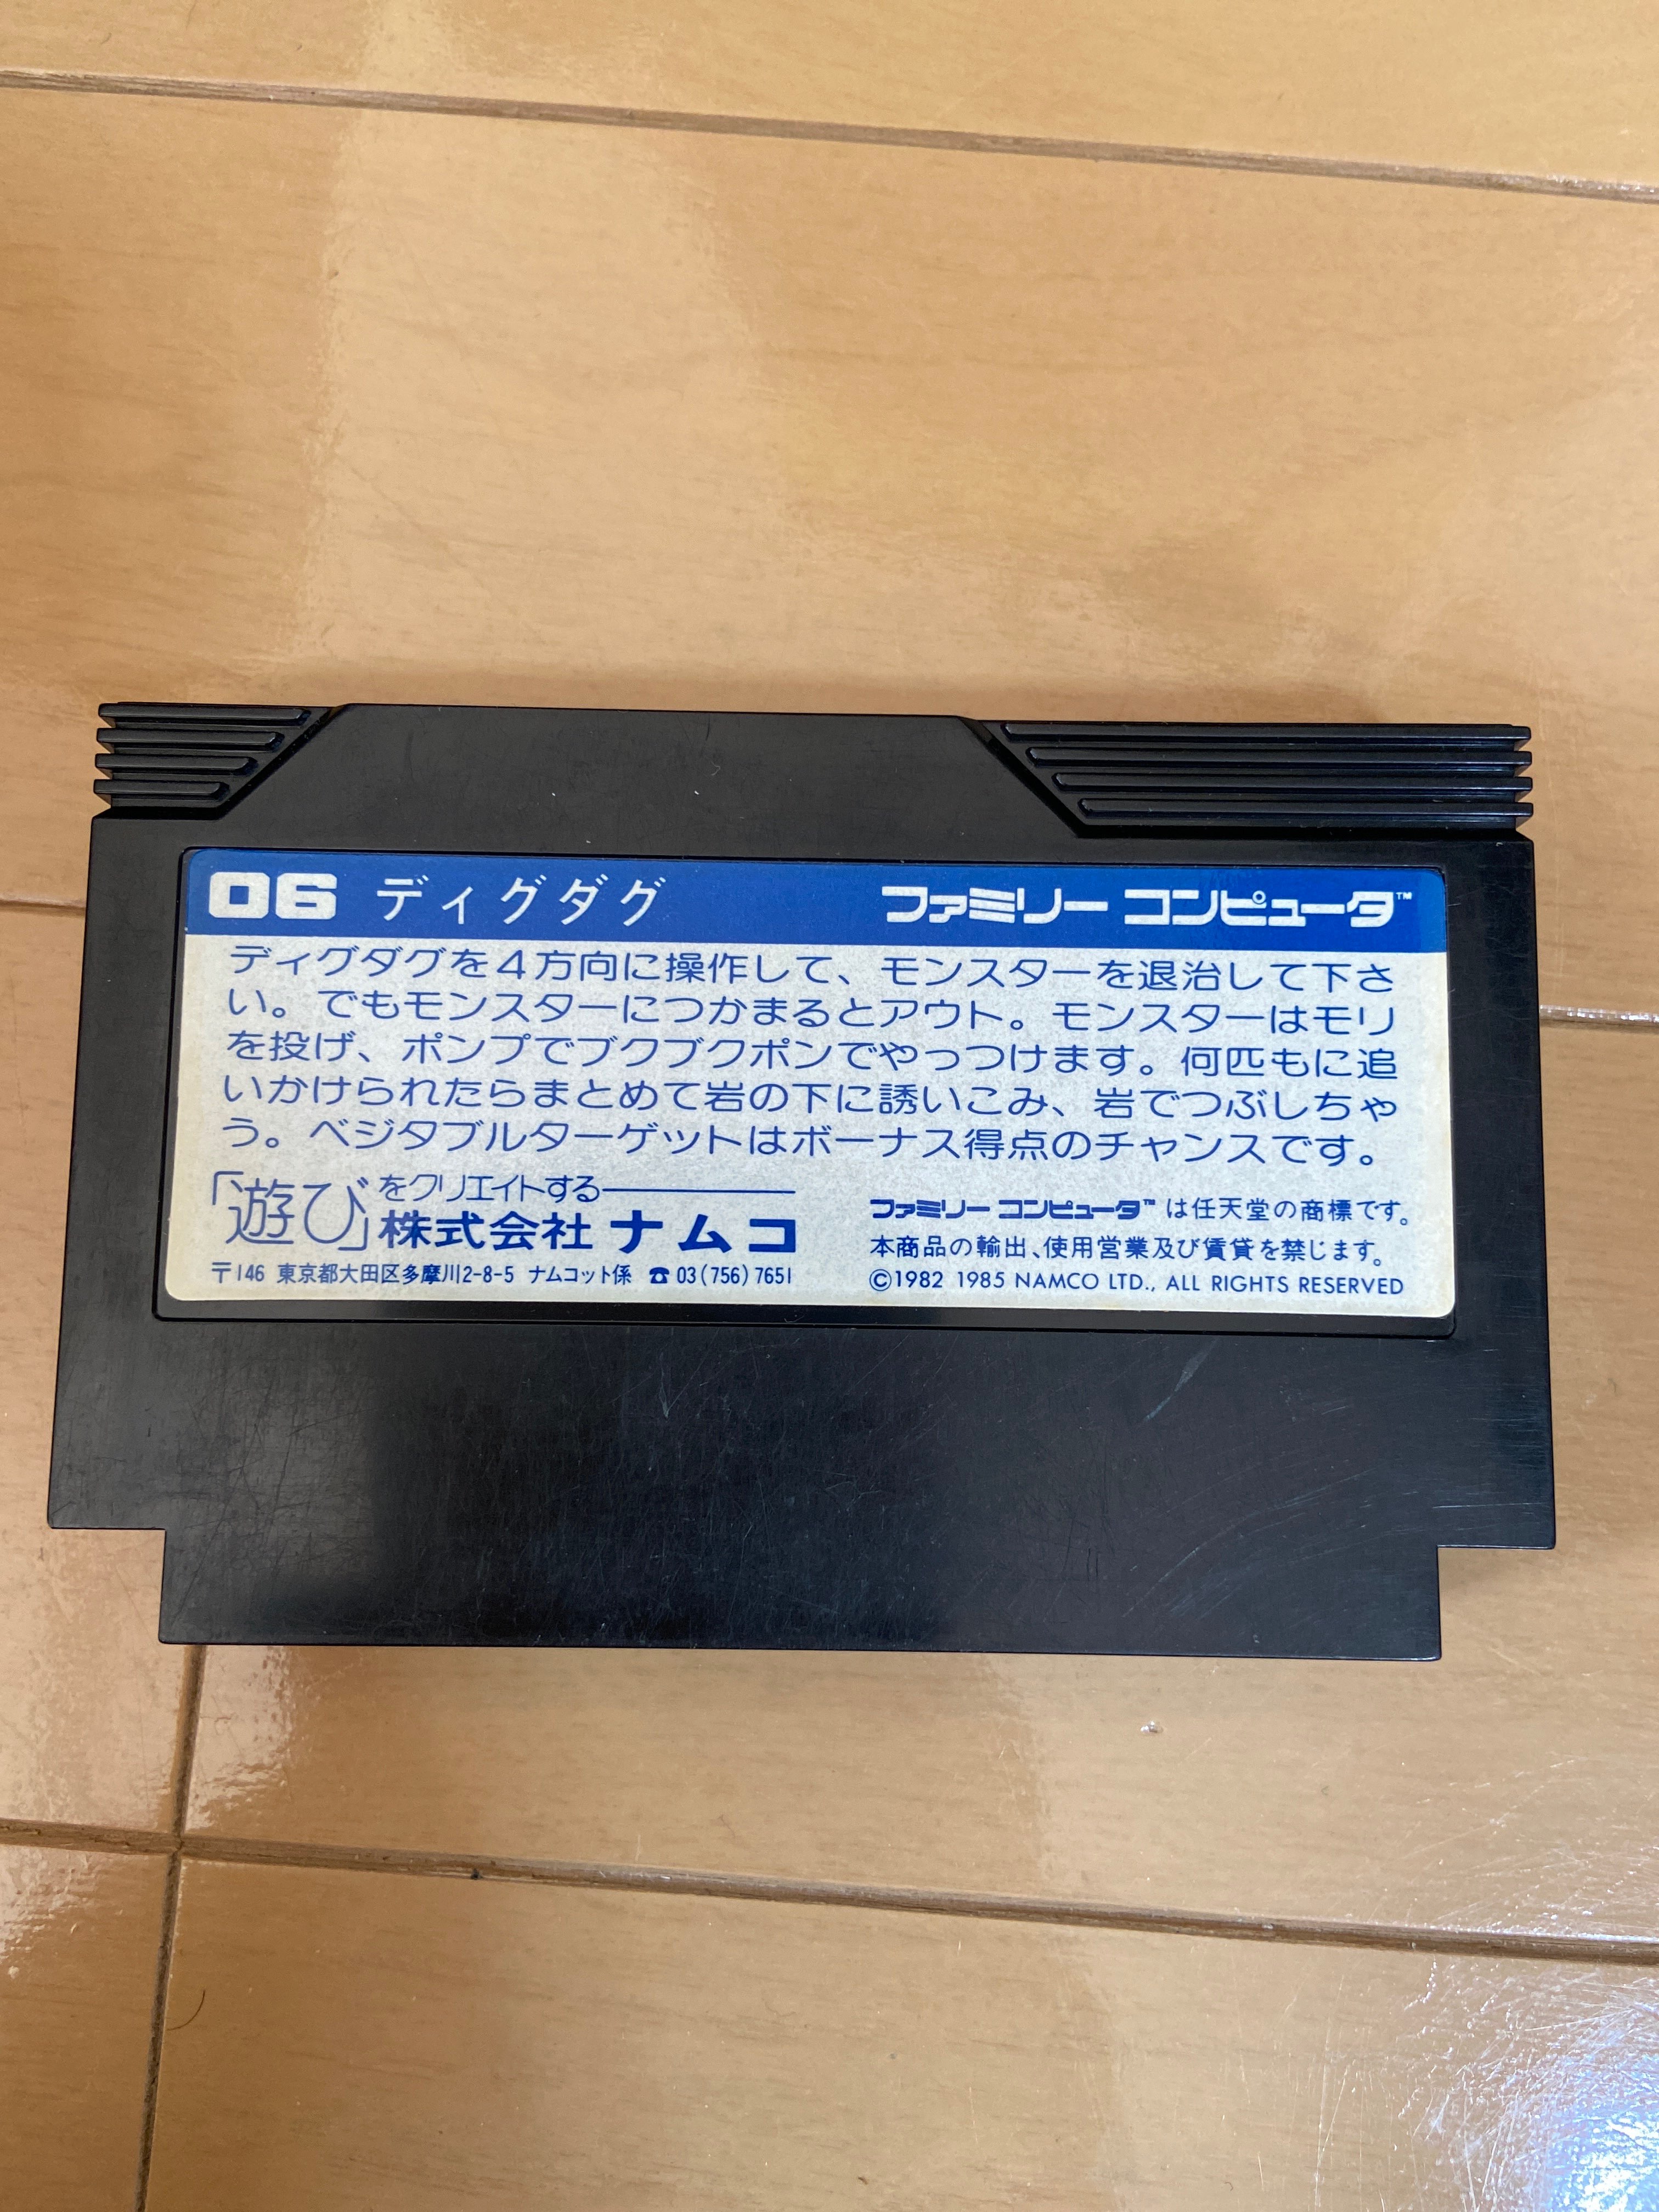 06 ディグダグ ファミリー コンピュータ™
ディグダグを4方向に操作して、モンスターを退治して下さ
い。でもモンスターにつかまるとアウト。モンスターはモリ
を投げ、ポンプでブクブクポンでやっつけます。何匹もに追
いかけられたらまとめて岩の下に誘いこみ、岩でつぶしちゃ
う。ベジタブルターゲットはボーナス得点のチャンスです。
「遊び」をクリエイトする
株式会社 ナムコ
〒146 東京都大田区多摩川2-8-5 ナムコット係 ☎03(756)7651
ファミリー コンピュータ™は任天堂の商標です。
本商品の輸出、使用営業及び賃貸を禁じます。
©1982 1985 NAMCO LTD., ALL RIGHTS RESERVED